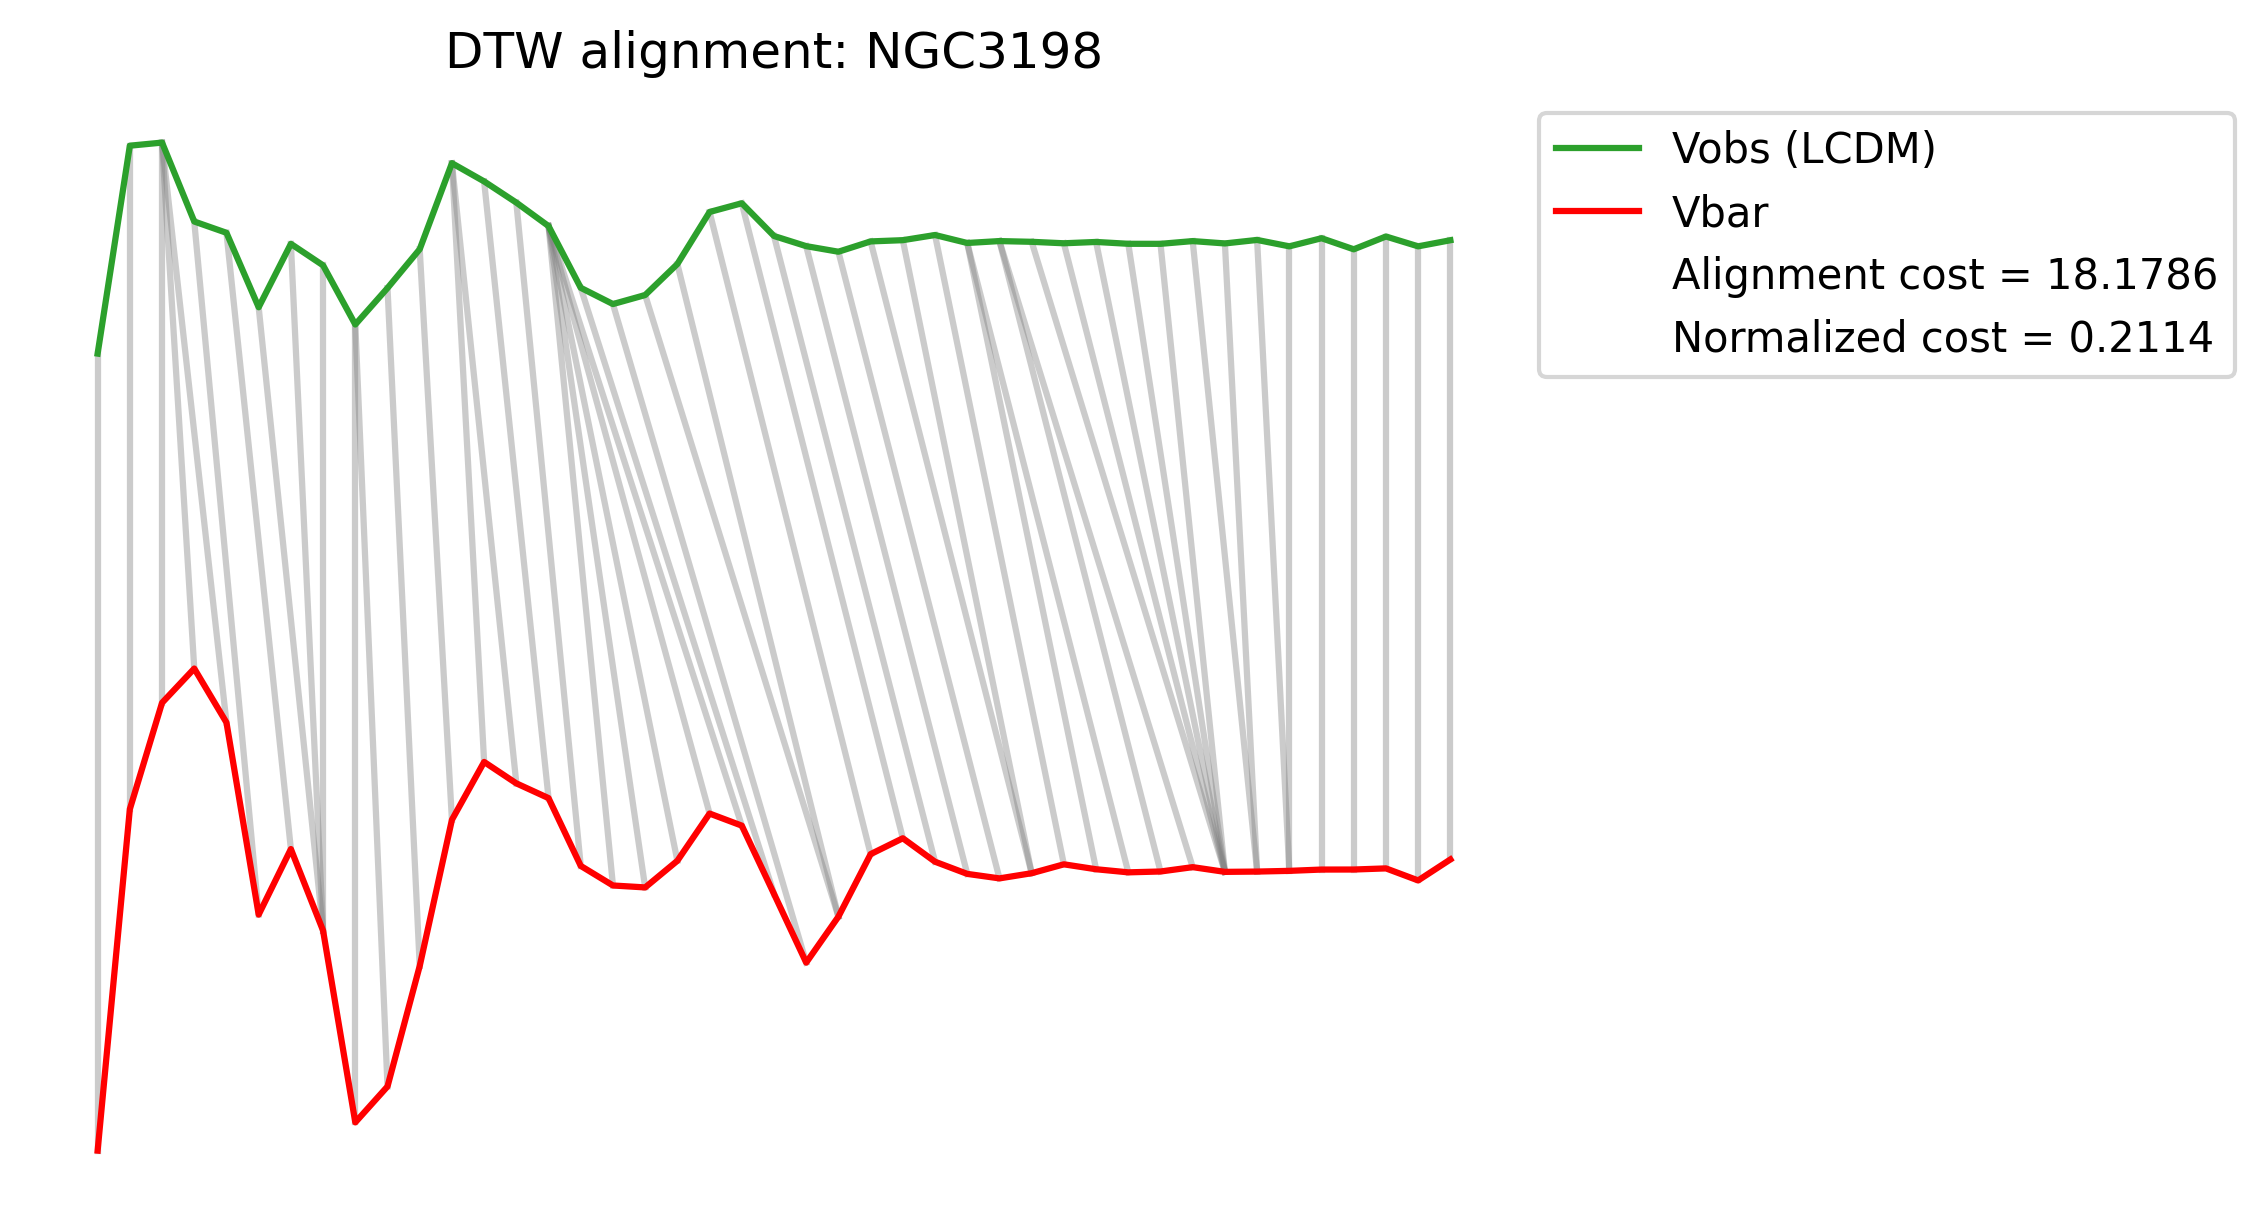 DTW alignment: NGC3198
Vobs (LCDM)
Vbar
Alignment cost = 18.1786
Normalized cost = 0.2114